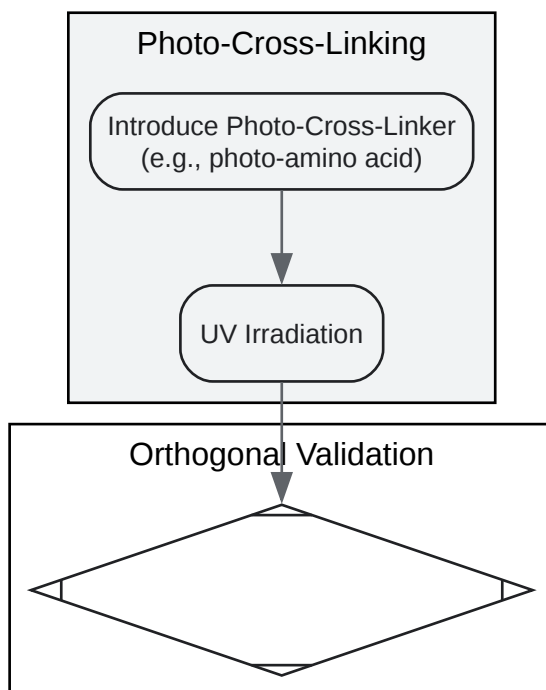 Photo-Cross-Linking
Introduce Photo-Cross-Linker
(e.g., photo-amino acid)
UV Irradiation
Orthogonal Validation